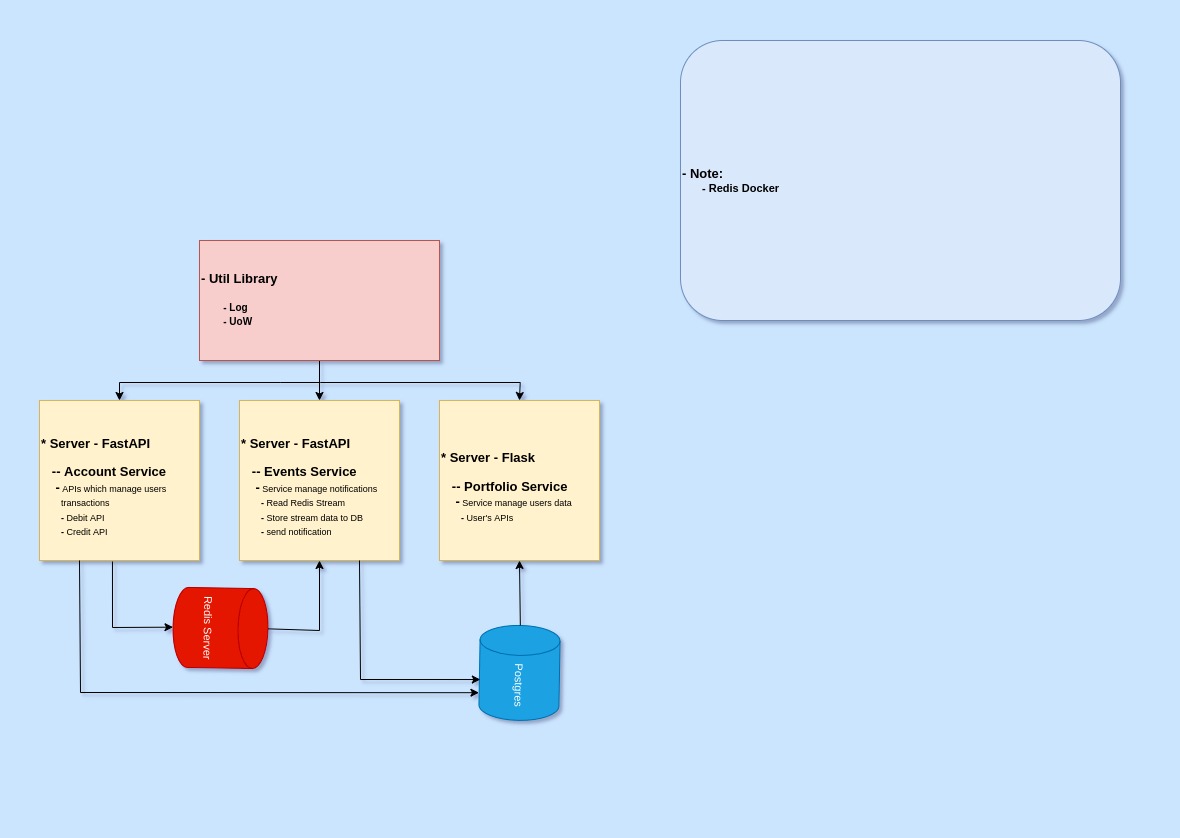 - Note:
- Redis Docker
- Util Library
- Log
- UoW
* Server - FastAPI
-- Account Service
- APIs which manage users
transactions
- Debit API
- Credit API
* Server - FastAPI
-- Events Service
- Service manage notifications
- Read Redis Stream
- Store stream data to DB
- send notification
* Server - Flask
-- Portfolio Service
- Service manage users data
- User's APIs
Redis Server
Postgres